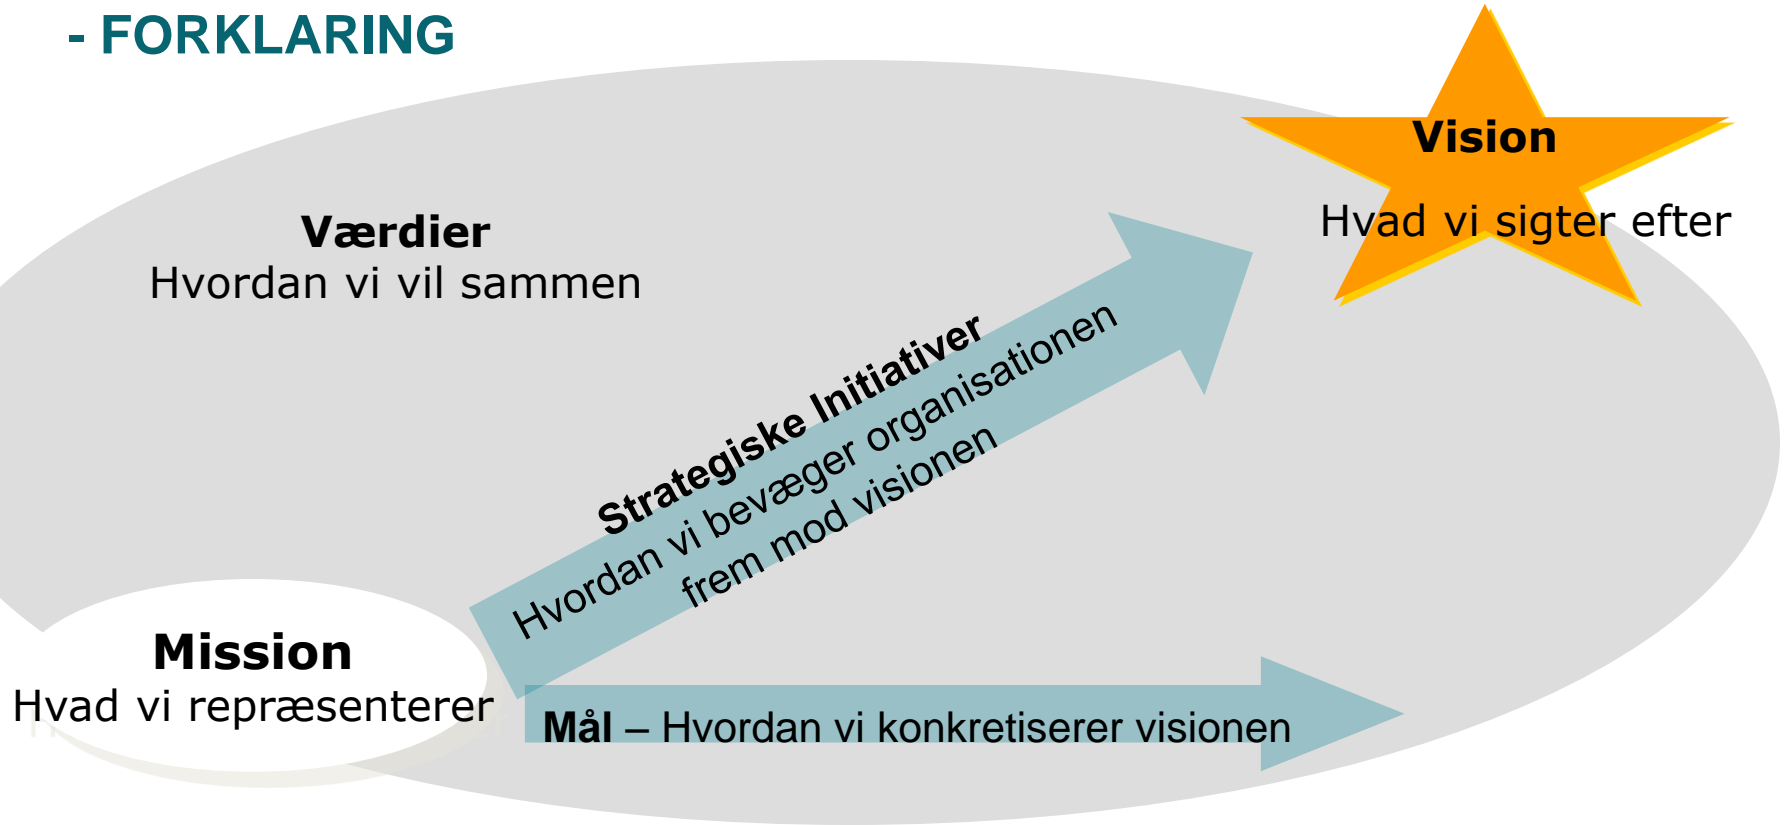 - FORKLARING
Vision
Hvad vi sigter efter
Værdier
Hvordan vi vil sammen
Strategiske Initiativer
Hvordan vi bevæger organisationen
frem mod visionen
Mission
Hvad vi repræsenterer
Mål – Hvordan vi konkretiserer visionen